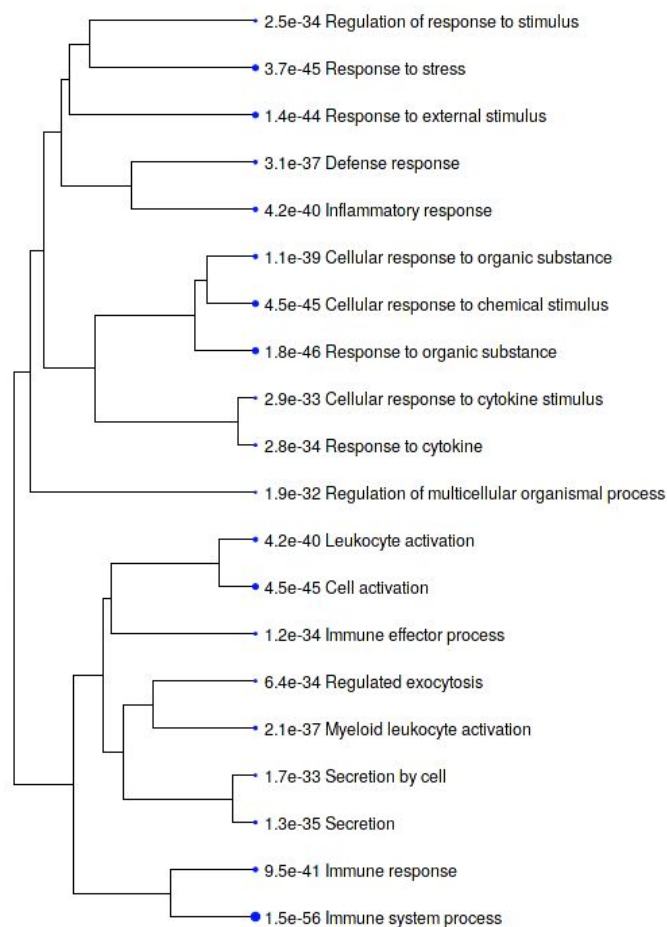 2.5e-34 Regulation of response to stimulus
3.7e-45 Response to stress
1.4e-44 Response to external stimulus
3.1e-37 Defense response
4.2e-40 Inflammatory response
1.1e-39 Cellular response to organic substance
4.5e-45 Cellular response to chemical stimulus
1.8e-46 Response to organic substance
2.9e-33 Cellular response to cytokine stimulus
2.8e-34 Response to cytokine
1.9e-32 Regulation of multicellular organismal process
4.2e-40 Leukocyte activation
4.5e-45 Cell activation
1.2e-34 Immune effector process
6.4e-34 Regulated exocytosis
2.1e-37 Myeloid leukocyte activation
1.7e-33 Secretion by cell
1.3e-35 Secretion
9.5e-41 Immune response
1.5e-56 Immune system process